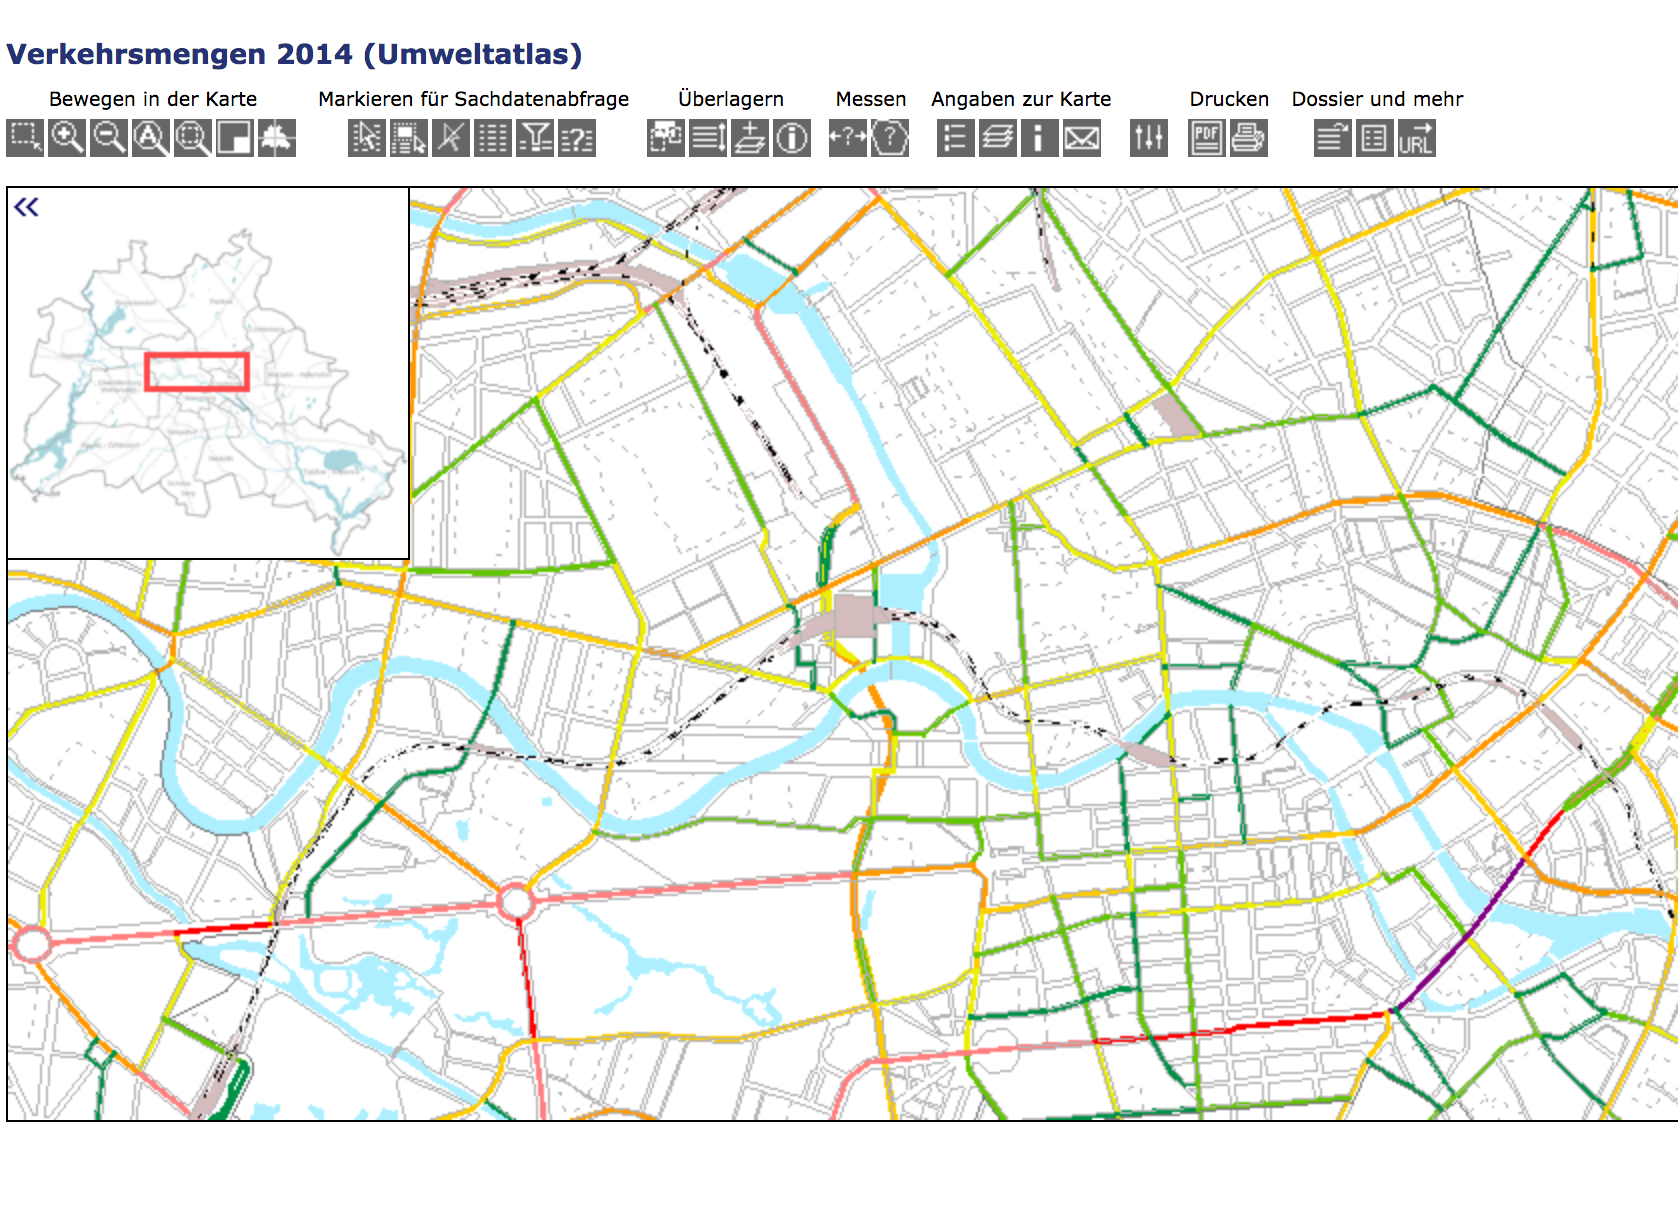 Verkehrsmengen 2014 (Umweltatlas)
Bewegen in der Karte
Markieren für Sachdatenabfrage
Überlagern
Messen
Angaben zur Karte
Drucken
Dossier und mehr
PDF
URL